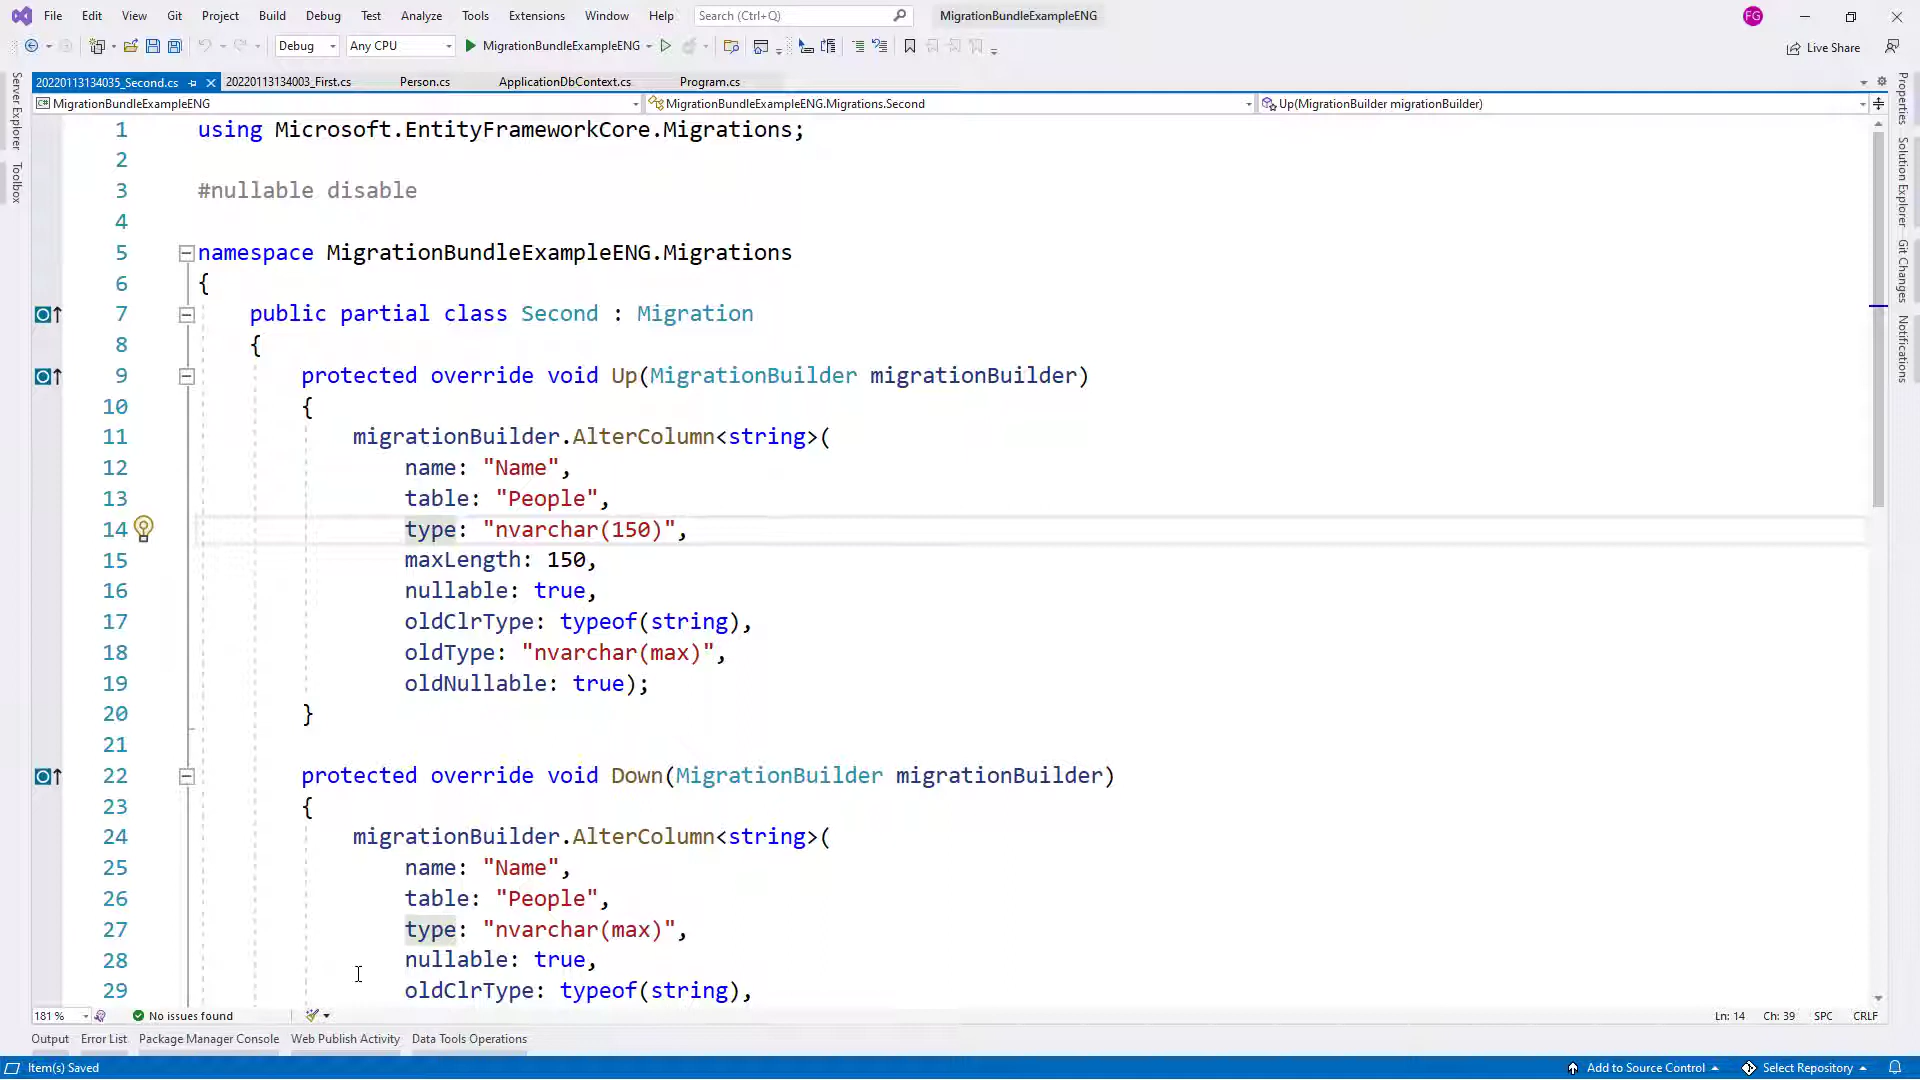 File Edit View Git Project Build Debug Test Analyze Tools Extensions Window Help Search (Ctrl+Q) MigrationBundleExampleENG FG
Debug Any CPU MigrationBundleExampleENG Live Share
20220113134035_Second.cs 20220113134003_First.cs Person.cs ApplicationDbContext.cs Program.cs
MigrationBundleExampleENG MigrationBundleExampleENG.Migrations.Second Up(MigrationBuilder migrationBuilder)
Server Explorer
Toolbox
1 using Microsoft.EntityFrameworkCore.Migrations;
2
3 #nullable disable
4
5 namespace MigrationBundleExampleENG.Migrations
6 {
7 public partial class Second : Migration
8 {
9 protected override void Up(MigrationBuilder migrationBuilder)
10 {
11 migrationBuilder.AlterColumn<string>(
12 name: "Name",
13 table: "People",
14 type: "nvarchar(150)",
15 maxLength: 150,
16 nullable: true,
17 oldClrType: typeof(string),
18 oldType: "nvarchar(max)",
19 oldNullable: true);
20 }
21
22 protected override void Down(MigrationBuilder migrationBuilder)
23 {
24 migrationBuilder.AlterColumn<string>(
25 name: "Name",
26 table: "People",
27 type: "nvarchar(max)",
28 nullable: true,
29 oldClrType: typeof(string),
Properties
Solution Explorer
Git Changes
Notifications
181 % No issues found Ln: 14 Ch: 39 SPC CRLF
Output Error List Package Manager Console Web Publish Activity Data Tools Operations
Item(s) Saved Add to Source Control Select Repository